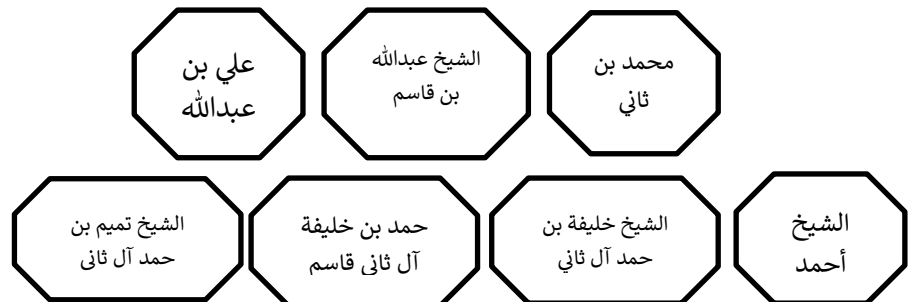 محمد بن
ثاني
الشيخ عبدالله
بن قاسم
علي بن
عبدالله
الشيخ
أحمد
الشيخ خليفة بن
حمد آل ثاني
حمد بن خليفة
آل ثاني قاسم
الشيخ تميم بن
حمد آل ثانى